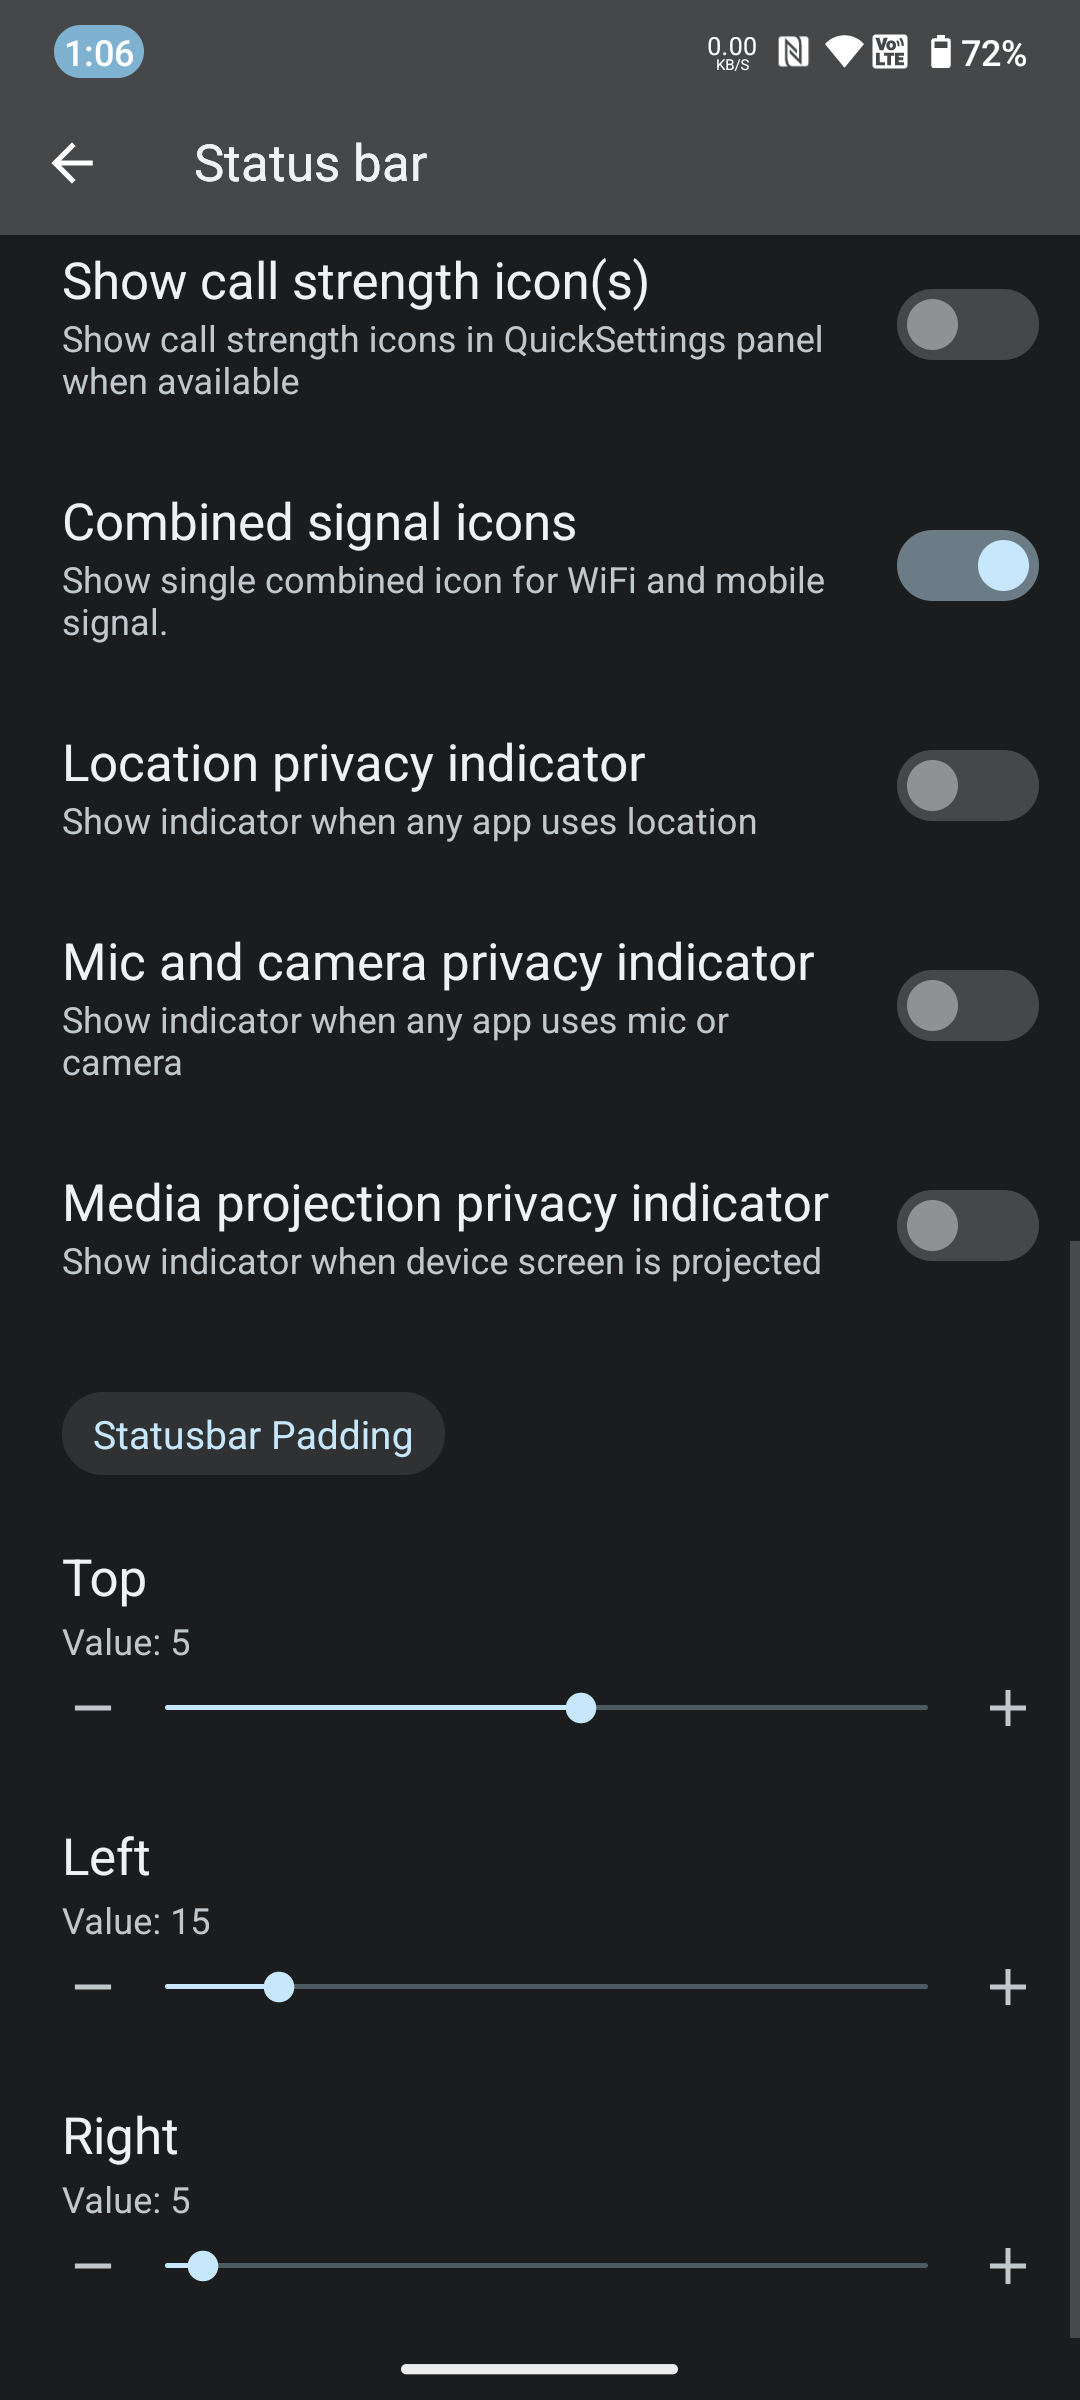 1:06
0.00
KB/S
Vo
LTE
72%
Status bar
Show call strength icon(s)
Show call strength icons in QuickSettings panel
when available
Combined signal icons
Show single combined icon for WiFi and mobile
signal.
Location privacy indicator
Show indicator when any app uses location
Mic and camera privacy indicator
Show indicator when any app uses mic or
camera
Media projection privacy indicator
Show indicator when device screen is projected
Statusbar Padding
Top
Value: 5
Left
Value: 15
Right
Value: 5